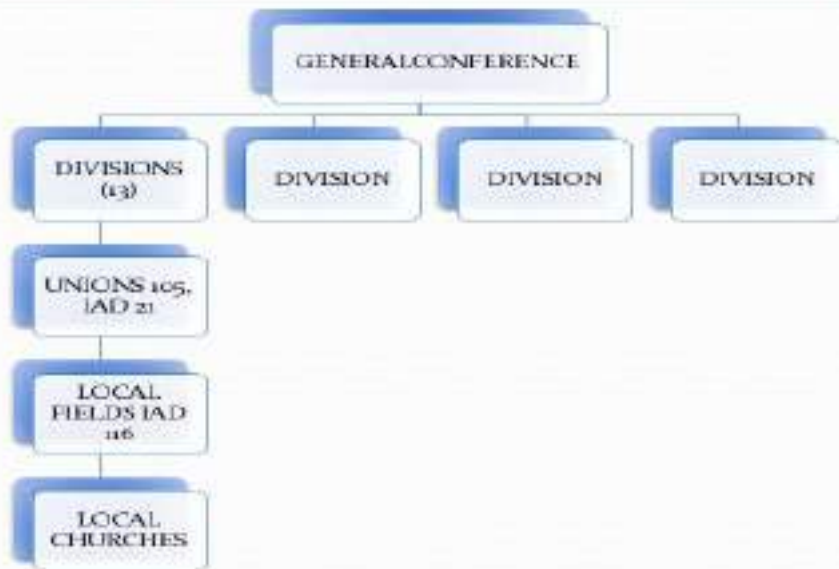 GENERALCONFERENCE
DIVISIONS
(13)
DIVISION
DIVISION
DIVISION
UNIONS 105,
IAD 21
LOCAL
FIELDS IAD
116
LOCAL
CHURCHES